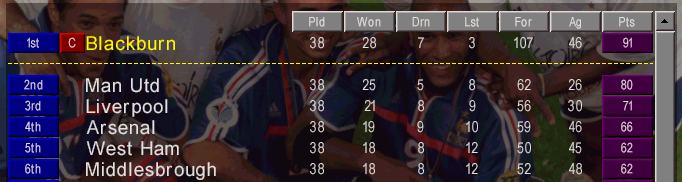 Pld Won Drn Lst For Ag Pts
1st C Blackburn 38 28 7 3 107 46 91
2nd Man Utd 38 25 5 8 62 26 80
3rd Liverpool 38 21 8 9 56 30 71
4th Arsenal 38 19 9 10 59 46 66
5th West Ham 38 18 8 12 50 45 62
6th Middlesbrough 38 18 8 12 52 48 62